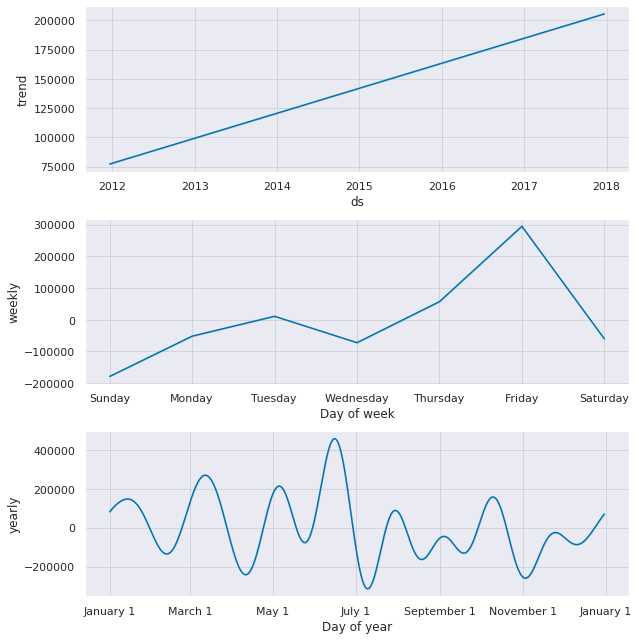 200000
175000
150000
125000
100000
75000
trend
2012 2013 2014 2015 2016 2017 2018
ds
300000
200000
100000
0
−100000
−200000
weekly
Sunday Monday Tuesday Wednesday Thursday Friday Saturday
Day of week
400000
200000
0
−200000
yearly
January 1 March 1 May 1 July 1 September 1 November 1 January 1
Day of year